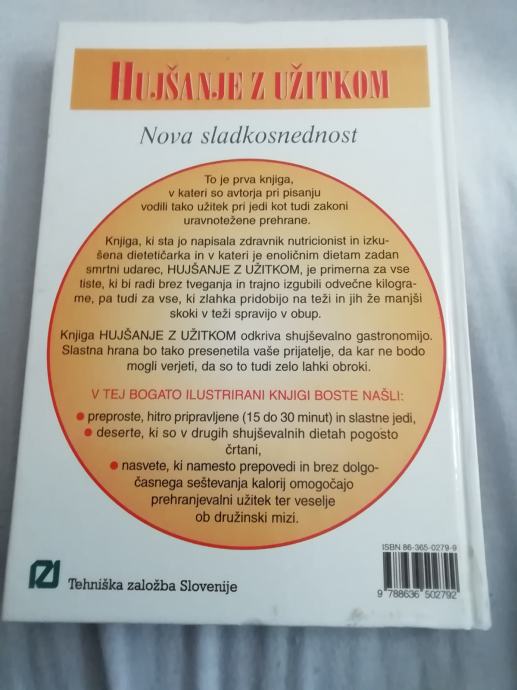 HUJŠANJE Z UŽITKOM
Nova sladkosnednost
To je prva knjiga,
v kateri so avtorja pri pisanju
vodili tako užitek pri jedi kot tudi zakoni
uravnotežene prehrane.
Knjiga, ki sta jo napisala zdravnik nutricionist in izku-
šena dietetičarka in v kateri je enoličnim dietam zadan
smrtni udarec, HUJŠANJE Z UŽITKOM, je primerna za vse
tiste, ki bi radi brez tveganja in trajno izgubili odvečne kilogra-
me, pa tudi za vse, ki zlahka pridobijo na teži in jih že manjši
skoki v teži spravijo v obup.
Knjiga HUJŠANJE Z UŽITKOM odkriva shujševalno gastronomijo.
Slastna hrana bo tako presenetila vaše prijatelje, da kar ne bodo
mogli verjeti, da so to tudi zelo lahki obroki.
V TEJ BOGATO ILUSTRIRANI KNJIGI BOSTE NAŠLI:
● preproste, hitro pripravljene (15 do 30 minut) in slastne jedi,
● deserte, ki so v drugih shujševalnih dietah pogosto
črtani,
● nasvete, ki namesto prepovedi in brez dolgo-
časnega seštevanja kalorij omogočajo
prehranjevalni užitek ter veselje
ob družinski mizi.
ISBN 86-365-0279-9
9 788636 502792
Tehniška založba Slovenije